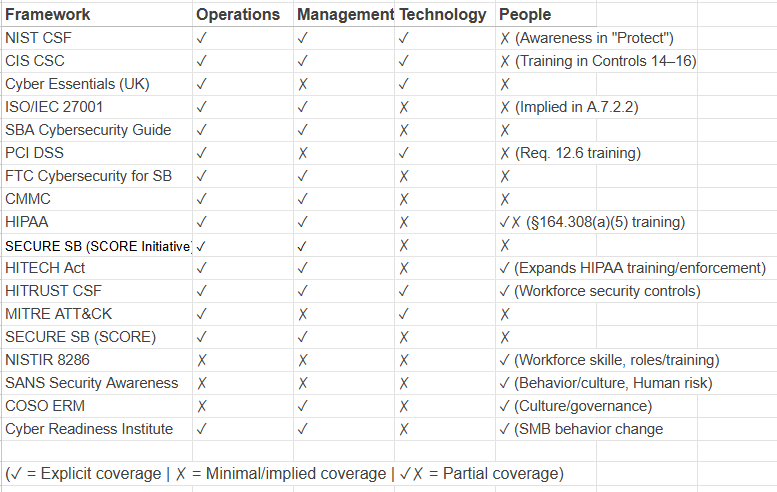 Framework Operations Management Technology People
NIST CSF ✓ ✓ ✓ ✗ (Awareness in "Protect")
CIS CSC ✓ ✓ ✓ ✗ (Training in Controls 14–16)
Cyber Essentials (UK) ✓ ✗ ✓ ✗
ISO/IEC 27001 ✓ ✓ ✗ ✗ (Implied in A.7.2.2)
SBA Cybersecurity Guide ✓ ✓ ✗ ✗
PCI DSS ✓ ✗ ✓ ✗ (Req. 12.6 training)
FTC Cybersecurity for SB ✓ ✓ ✗ ✗
CMMC ✓ ✓ ✗ ✗
HIPAA ✓ ✓ ✗ ✓✗ (§164.308(a)(5) training)
SECURE SB (SCORE Initiative) ✓ ✓ ✗ ✗
HITECH Act ✓ ✓ ✗ ✓ (Expands HIPAA training/enforcement)
HITRUST CSF ✓ ✓ ✓ ✓ (Workforce security controls)
MITRE ATT&CK ✓ ✗ ✓ ✗
SECURE SB (SCORE) ✓ ✓ ✗ ✗
NISTIR 8286 ✗ ✗ ✗ ✓ (Workforce skille, roles/training)
SANS Security Awareness ✗ ✗ ✗ ✓ (Behavior/culture, Human risk)
COSO ERM ✗ ✓ ✗ ✓ (Culture/governance)
Cyber Readiness Institute ✓ ✓ ✗ ✓ (SMB behavior change
(✓ = Explicit coverage | ✗ = Minimal/implied coverage | ✓✗ = Partial coverage)